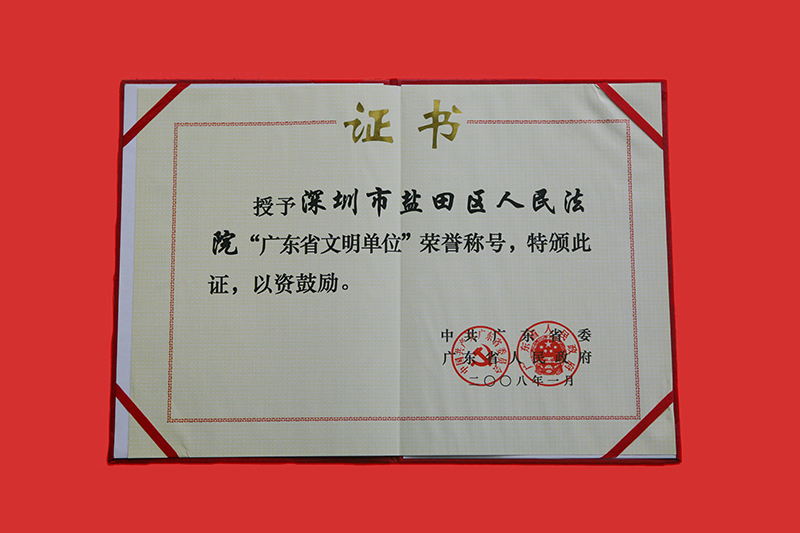 证书
授予深圳市盐田区人民法
院“广东省文明单位”荣誉称号，特颁此
证，以资鼓励。
中共广东省委
广东省人民政府
二〇〇八年一月